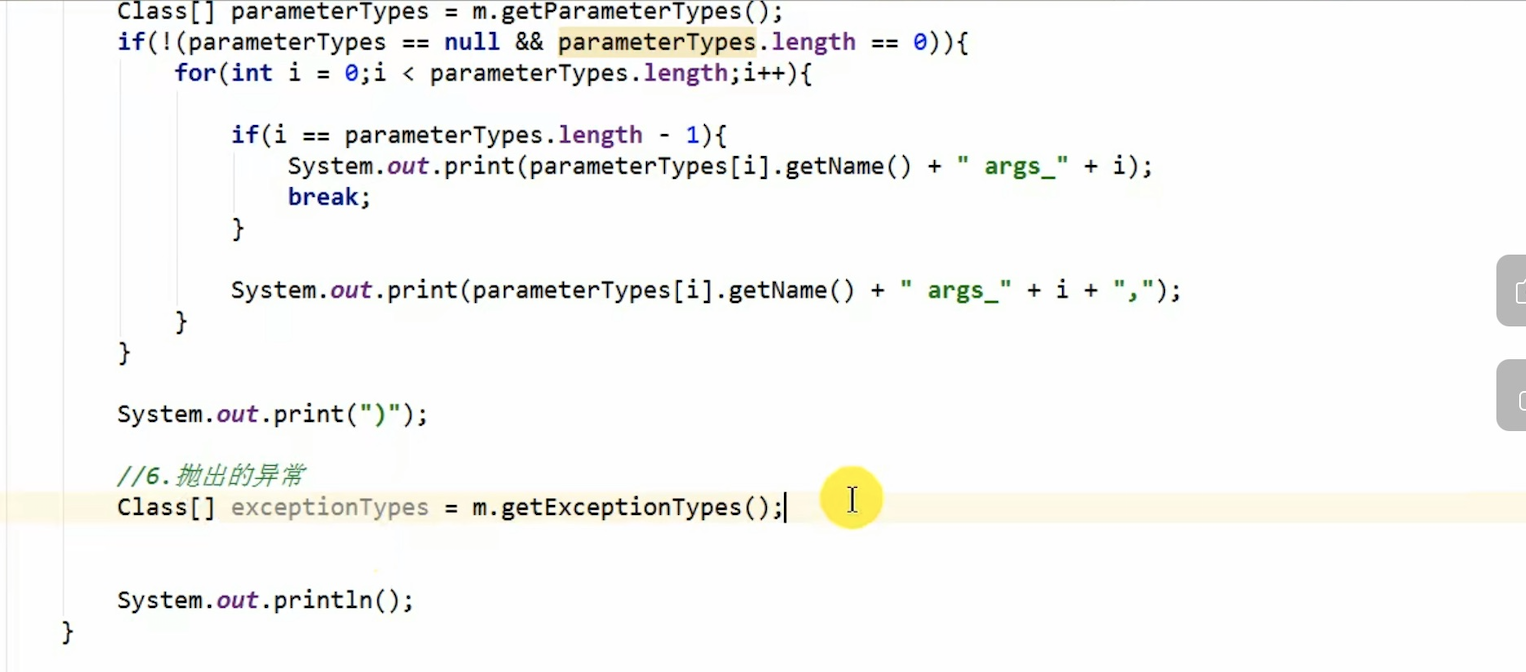 Class[] parameterTypes = m.getParameterTypes();
if(!(parameterTypes == null && parameterTypes.length == 0)){
for(int i = 0;i < parameterTypes.length;i++){
if(i == parameterTypes.length - 1){
System.out.print(parameterTypes[i].getName() + " args_" + i);
break;
}
System.out.print(parameterTypes[i].getName() + " args_" + i + ",");
}
}
System.out.print(")");
//6.抛出的异常
Class[] exceptionTypes = m.getExceptionTypes();
System.out.println();
}